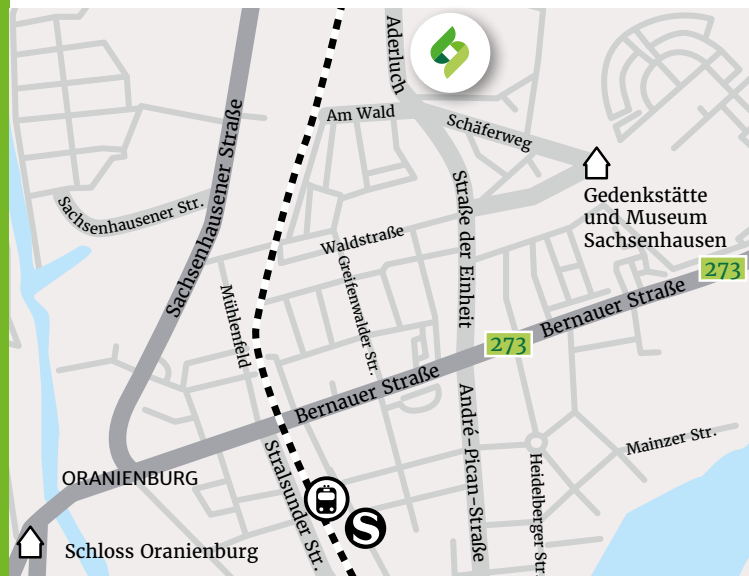 Aderluch
Am Wald
Schäferweg
Sachsenhausener Straße
Sachsenhausener Str.
Straße der Einheit
Gedenkstätte
und Museum
Sachsenhausen
Waldstraße
Greifenwalder Str.
Mühlenfeld
273
Bernauer Straße
273
Bernauer Straße
André-Pican-Straße
Mainzer Str.
Heidelberger Str.
Stralsunder Str.
ORANIENBURG
S
Schloss Oranienburg